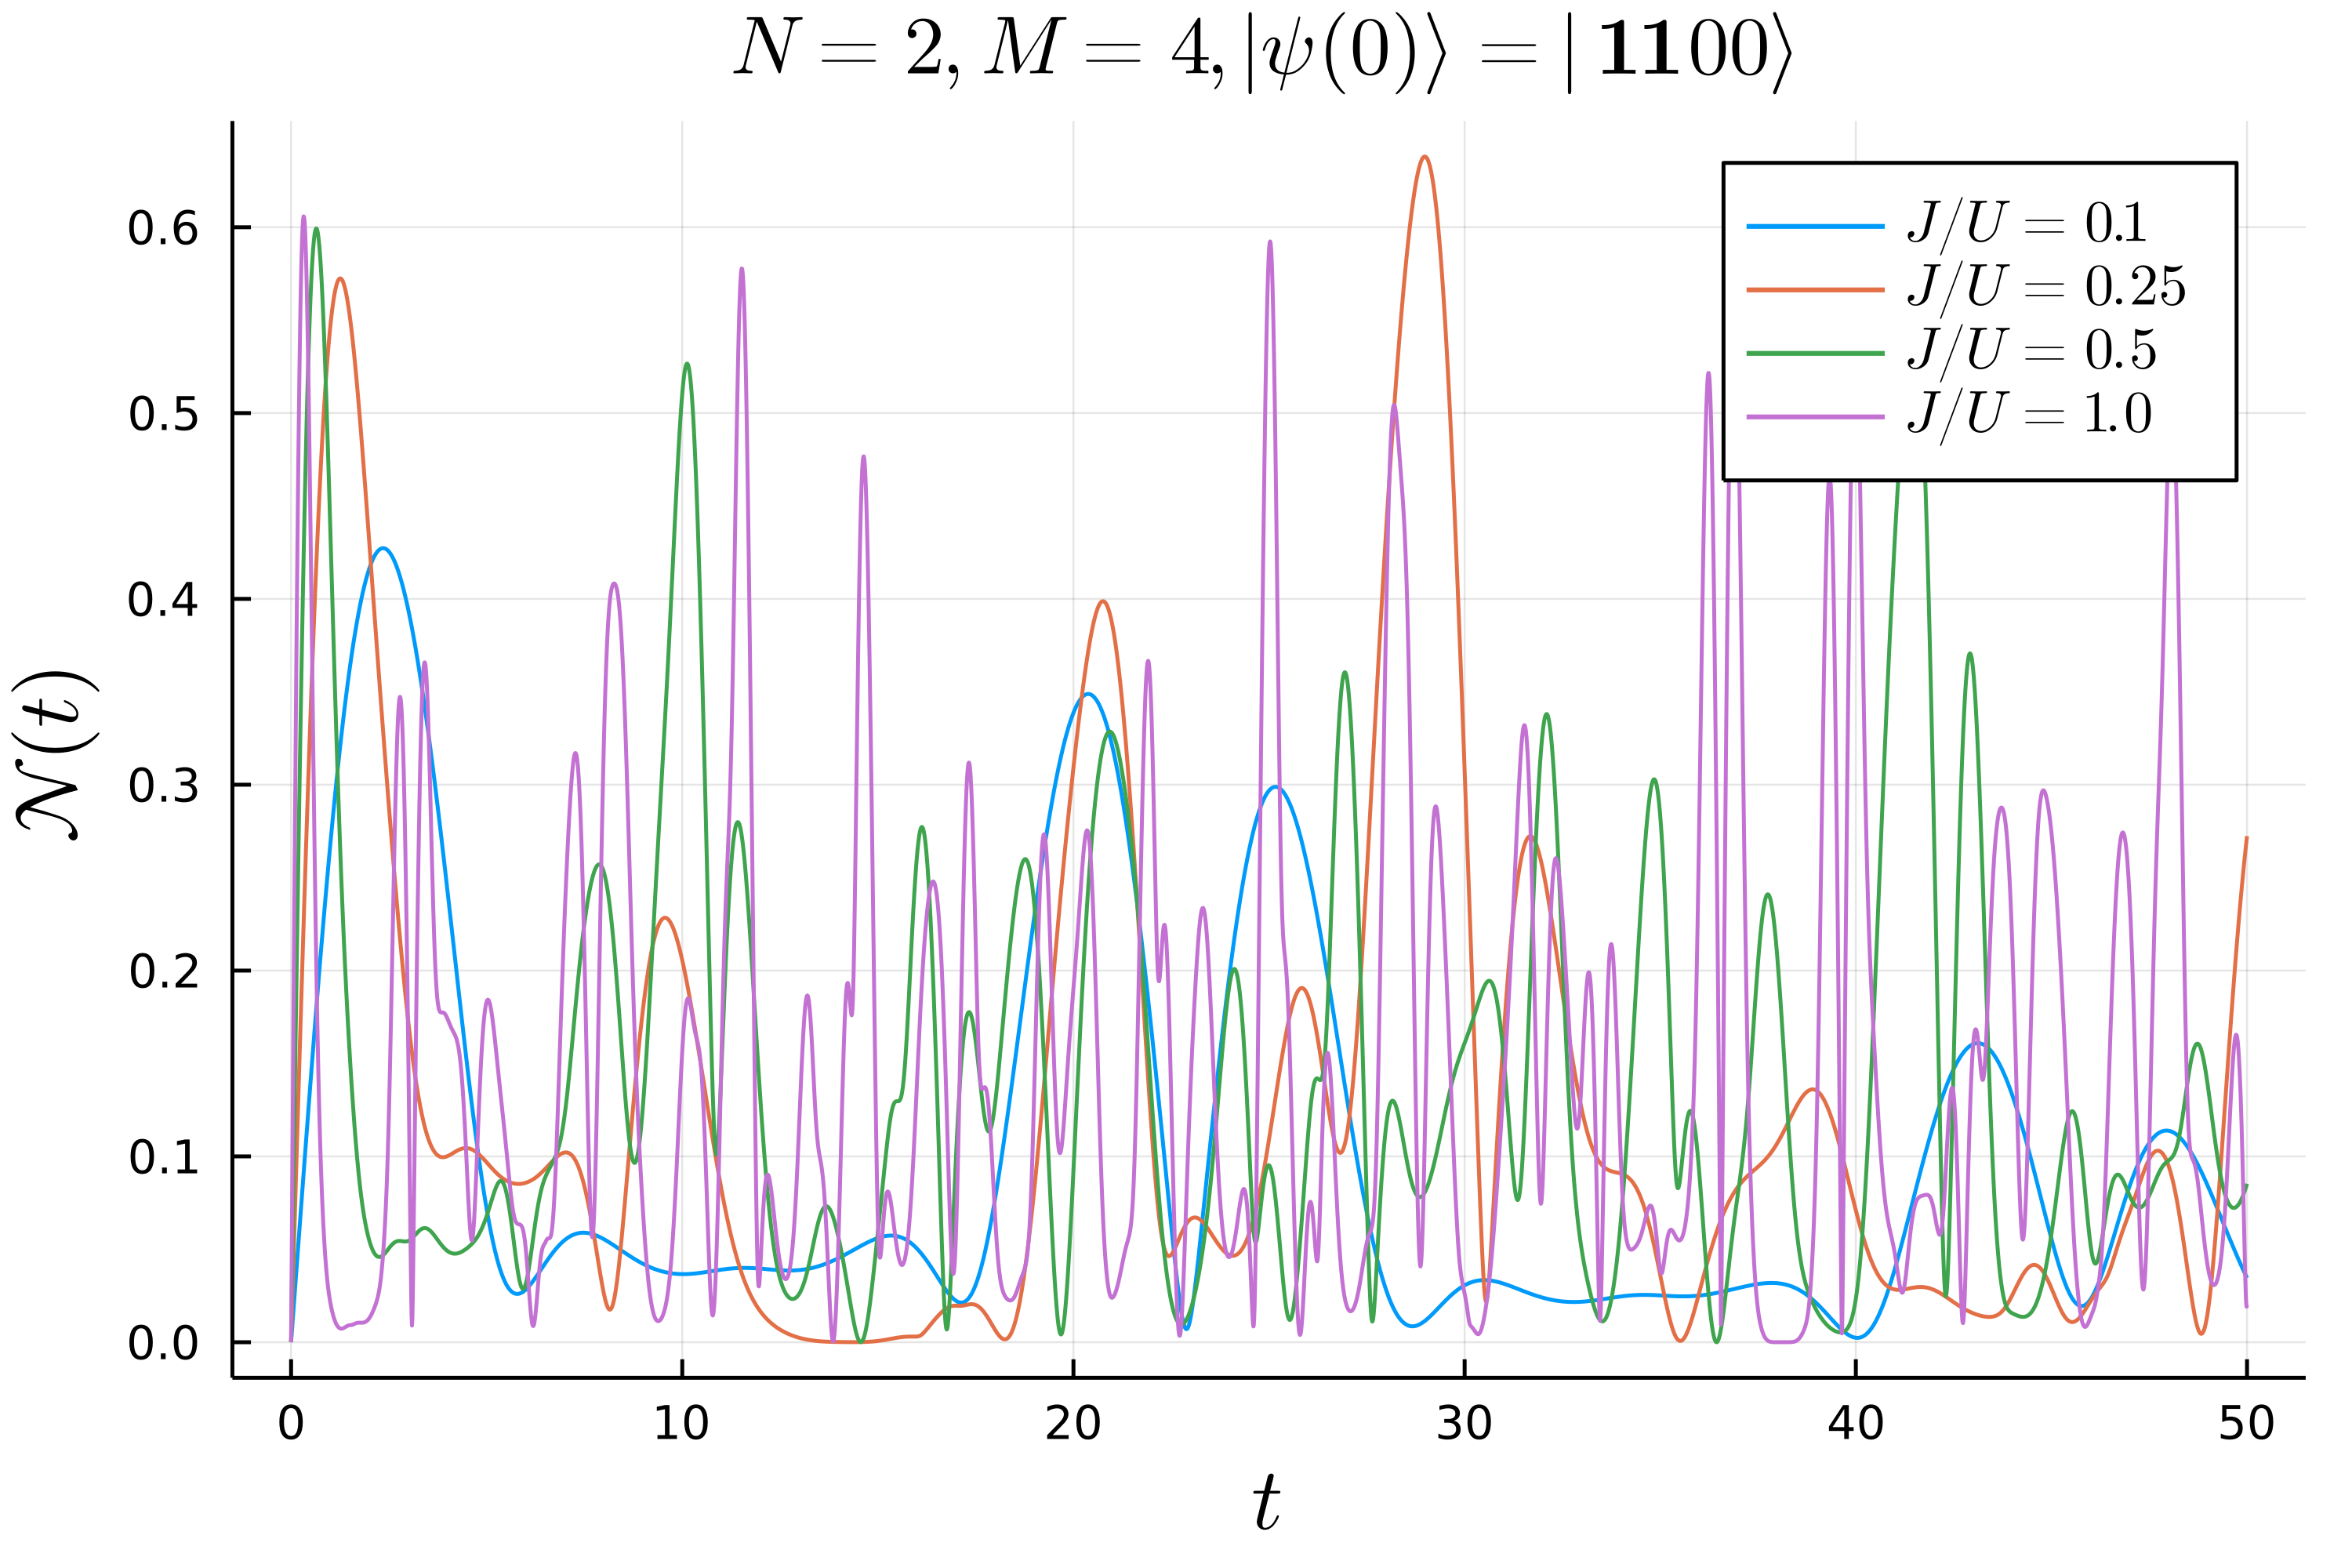 N = 2, M = 4, |ψ(0)⟩ = | 1100⟩
J/U = 0.1
J/U = 0.25
J/U = 0.5
J/U = 1.0
0.6
0.5
0.4
0.3
0.2
0.1
0.0
𝒩(t)
0 10 20 30 40 50
t